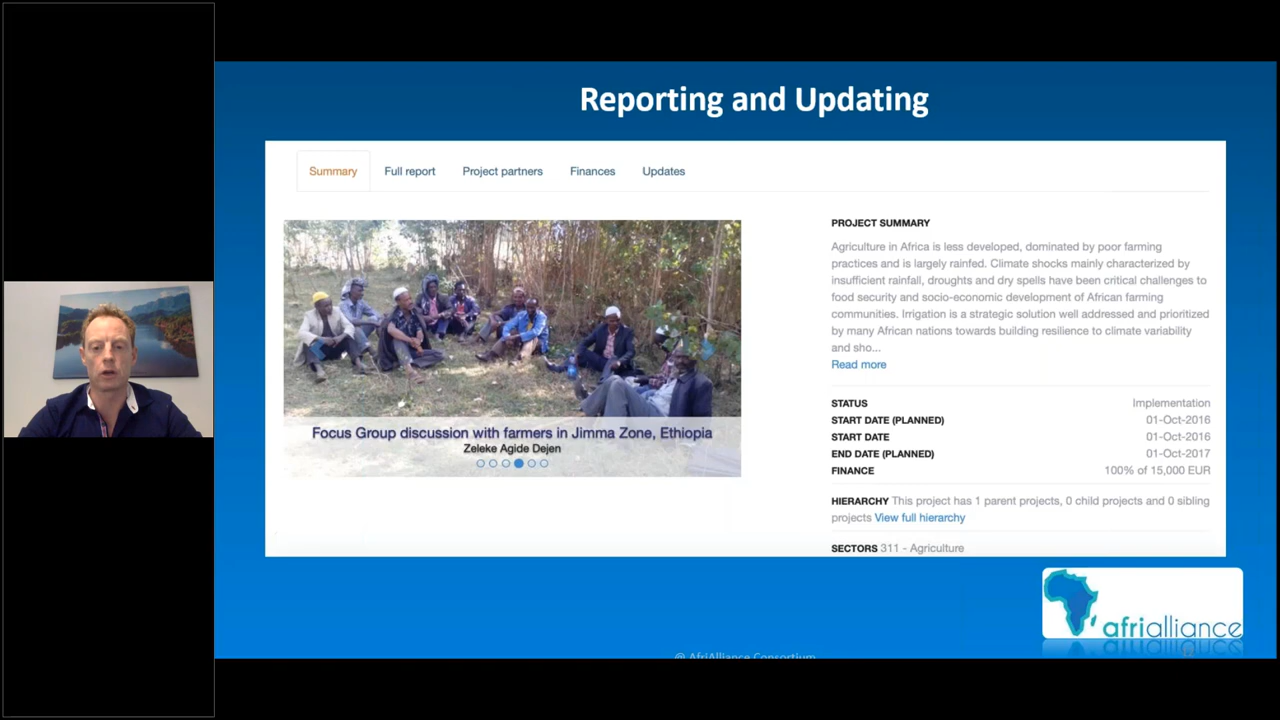 Reporting and Updating
Summary Full report Project partners Finances Updates
Focus Group discussion with farmers in Jimma Zone, Ethiopia
Zeleke Agide Dejen
PROJECT SUMMARY
Agriculture in Africa is less developed, dominated by poor farming
practices and is largely rainfed. Climate shocks mainly characterized by
insufficient rainfall, droughts and dry spells have been critical challenges to
food security and socio-economic development of African farming
communities. Irrigation is a strategic solution well addressed and prioritized
by many African nations towards building resilience to climate variability
and sho...
Read more
STATUS Implementation
START DATE (PLANNED) 01-Oct-2016
START DATE 01-Oct-2016
END DATE (PLANNED) 01-Oct-2017
FINANCE 100% of 15,000 EUR
HIERARCHY This project has 1 parent projects, 0 child projects and 0 sibling
projects View full hierarchy
SECTORS 311 - Agriculture
afrialliance
@ AfriAlliance Consortium